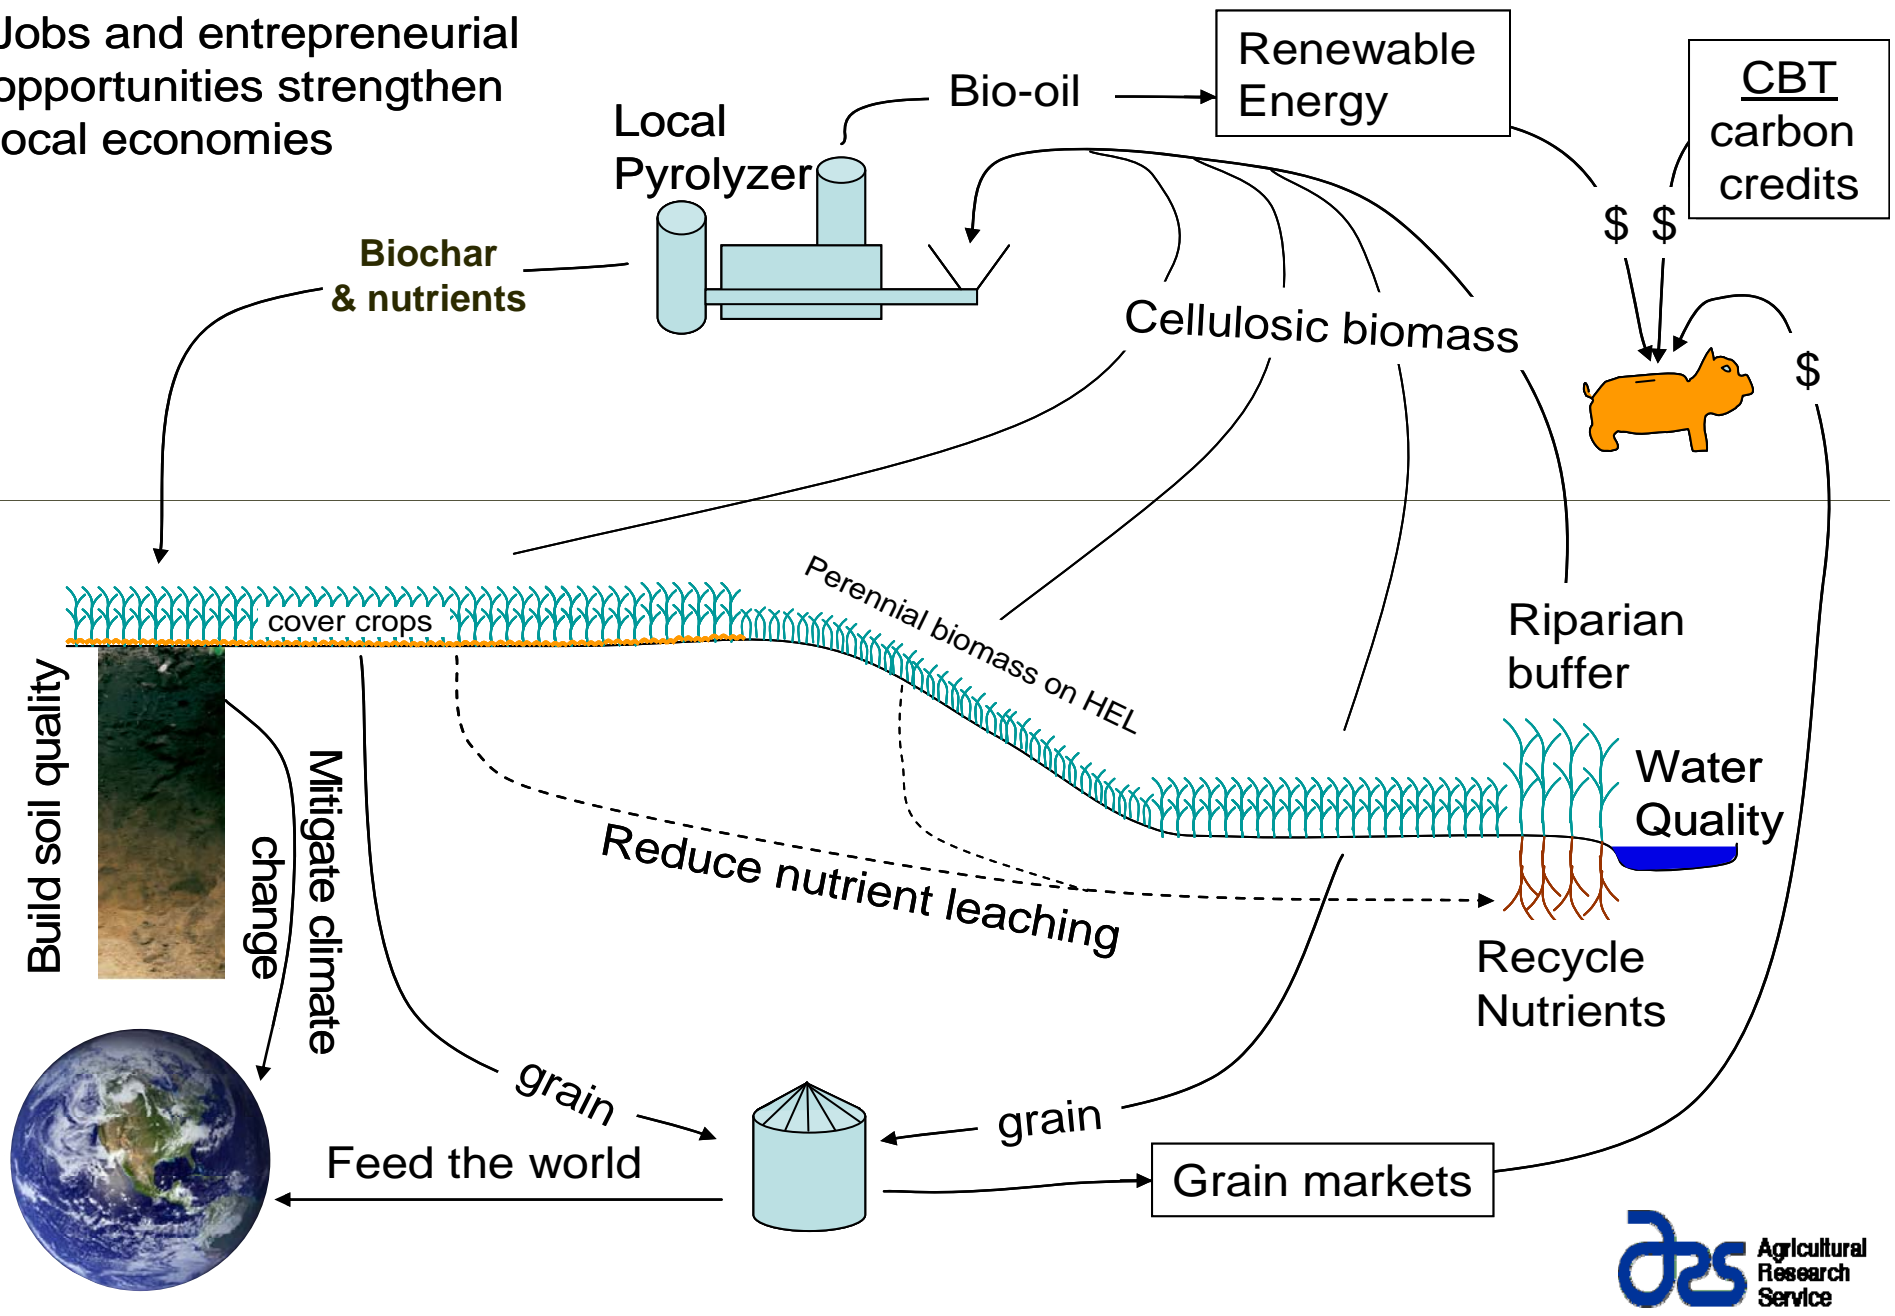 Jobs and entrepreneurial
opportunities strengthen
local economies
Local
Pyrolyzer
Bio-oil
Renewable
Energy
CBT
carbon
credits
$ $
Biochar
& nutrients
Cellulosic biomass
$
cover crops
Perennial biomass on HEL
Riparian
buffer
Water
Quality
Build soil quality
Mitigate climate
change
Reduce nutrient leaching
Recycle
Nutrients
grain
grain
Feed the world
Grain markets
ars
Agricultural
Research
Service